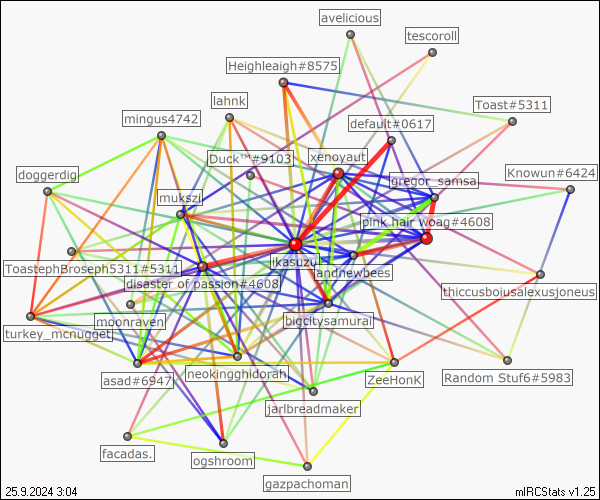 avelicious
tescoroll
Heighleaigh#8575
lahnk
Toast#5311
mingus4742
default#0617
Duck™#9103
xenoyaut
doggerdig
gregor_samsa
Knowun#6424
mukszil
pink hair woag#4608
likasuzu
ToastephBroseph5311#5311
andnewbees
disaster of passion#4608
thiccusboiusalexusjoneus
moonraven
bigcitysamurai
turkey_mcnugget
asad#6947
neokingghidorah
ZeeHonK
Random Stuf6#5983
jarlbreadmaker
facadas.
ogshroom
gazpachoman
25.9.2024 3:04
mIRCStats v1.25